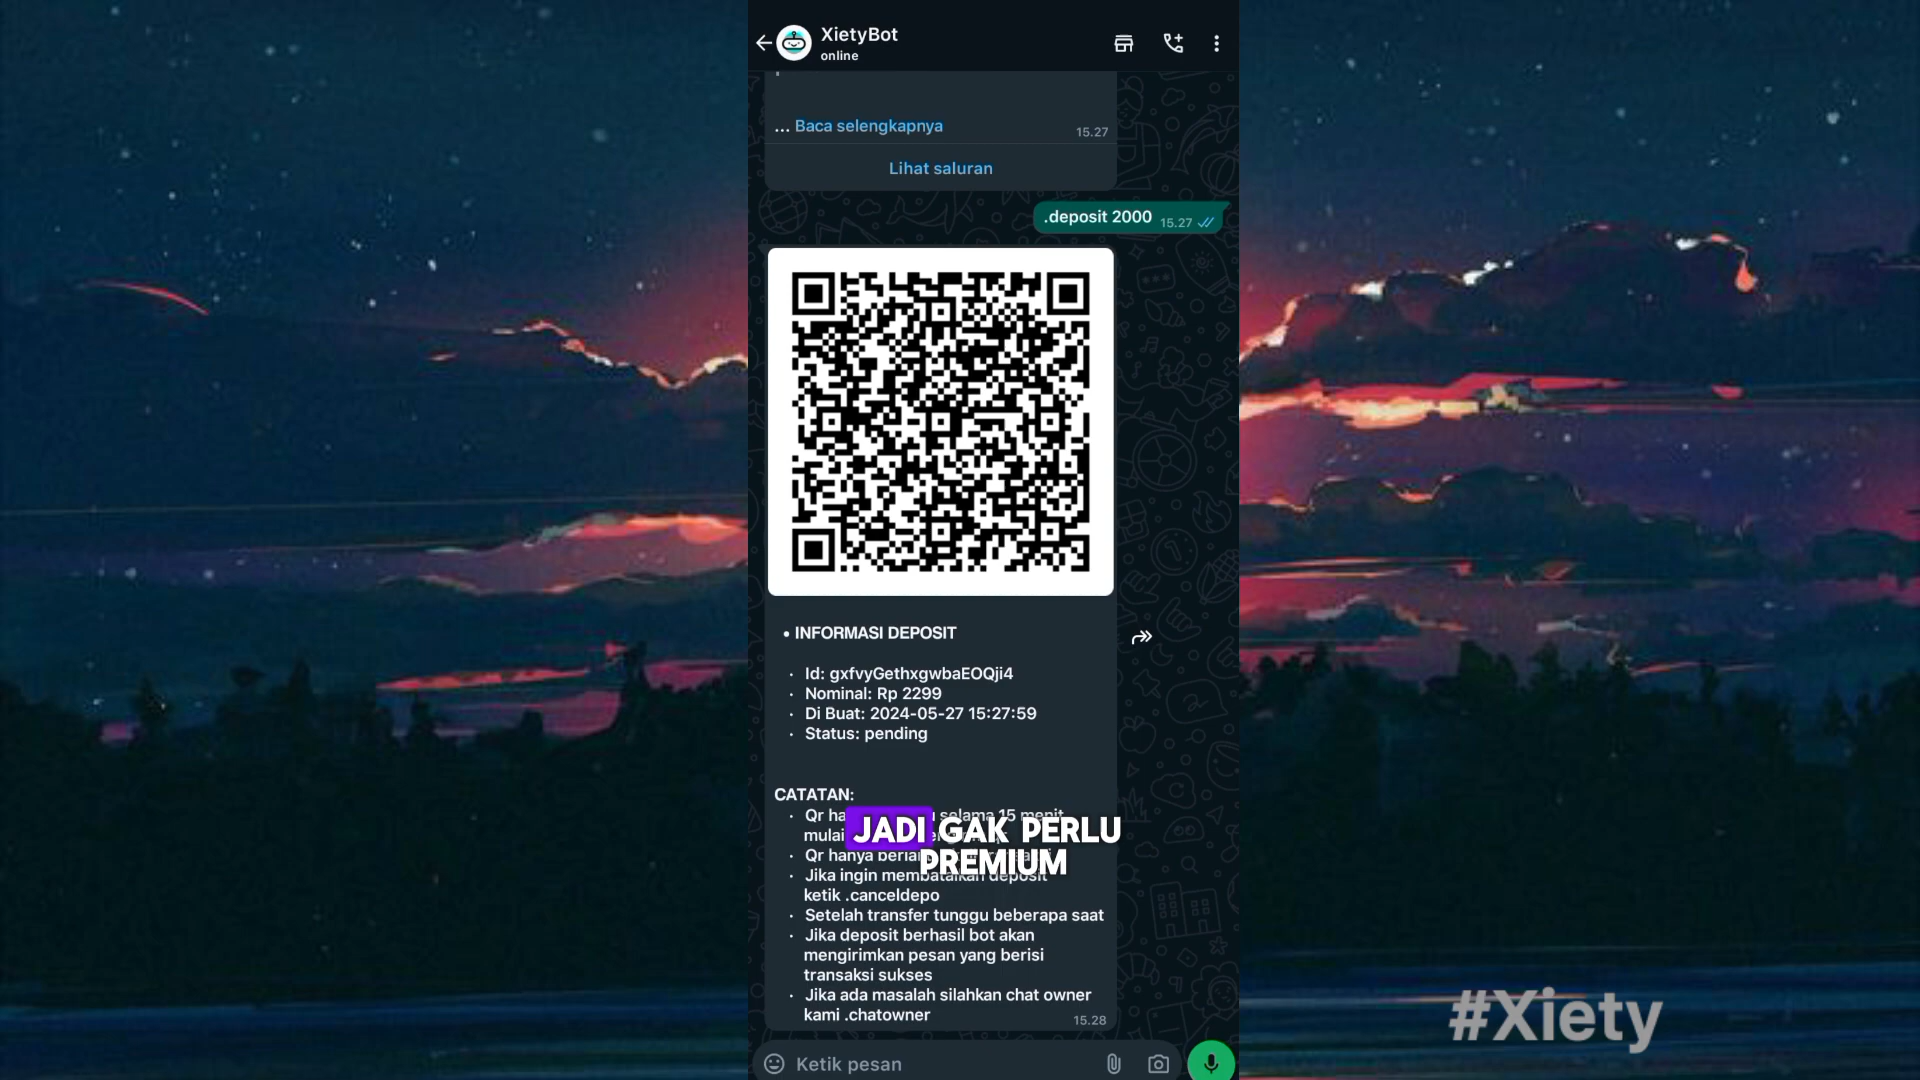 XietyBot
online
... Baca selengkapnya
15.27
Lihat saluran
.deposit 2000 15.27
• INFORMASI DEPOSIT
· Id: gxfvyGethxgwbaEOQji4
· Nominal: Rp 2299
· Di Buat: 2024-05-27 15:27:59
· Status: pending
CATATAN:
· Qr selama 15 menit
mulai
JADI GAK PERLU
· Qr hanya
PREMIUM
· Jika ingin membatalkan deposit
ketik .canceldepo
· Setelah transfer tunggu beberapa saat
· Jika deposit berhasil bot akan
mengirimkan pesan yang berisi
transaksi sukses
· Jika ada masalah silahkan chat owner
kami .chatowner
15.28
Ketik pesan
#Xiety